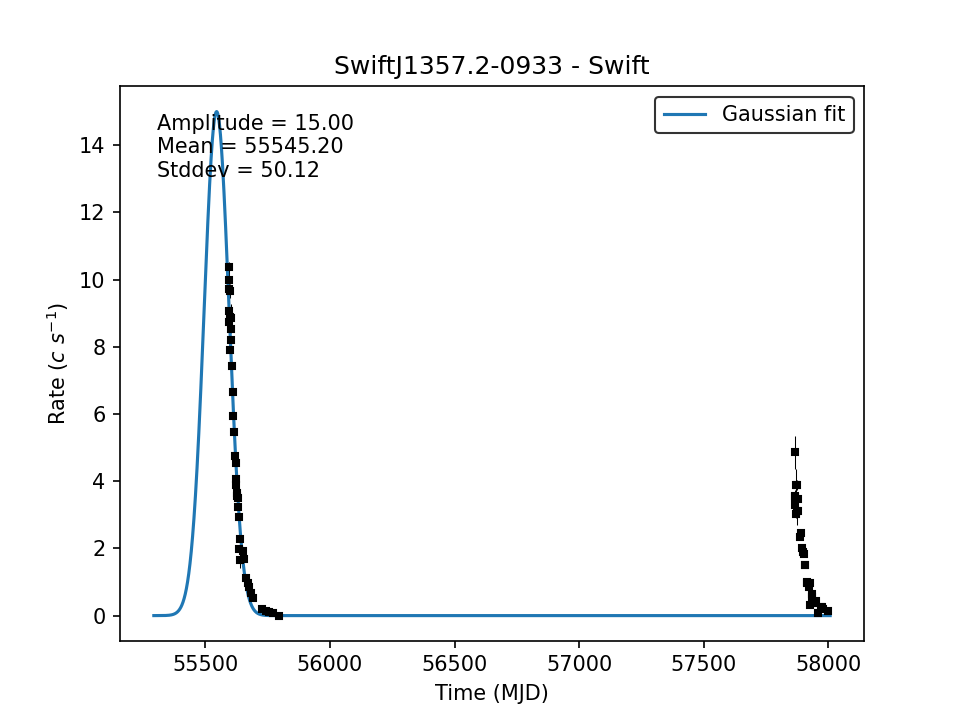 SwiftJ1357.2-0933 - Swift
Amplitude = 15.00
Mean = 55545.20
Stddev = 50.12
Gaussian fit
14
12
10
8
6
4
2
0
Rate (c s⁻¹)
55500 56000 56500 57000 57500 58000
Time (MJD)